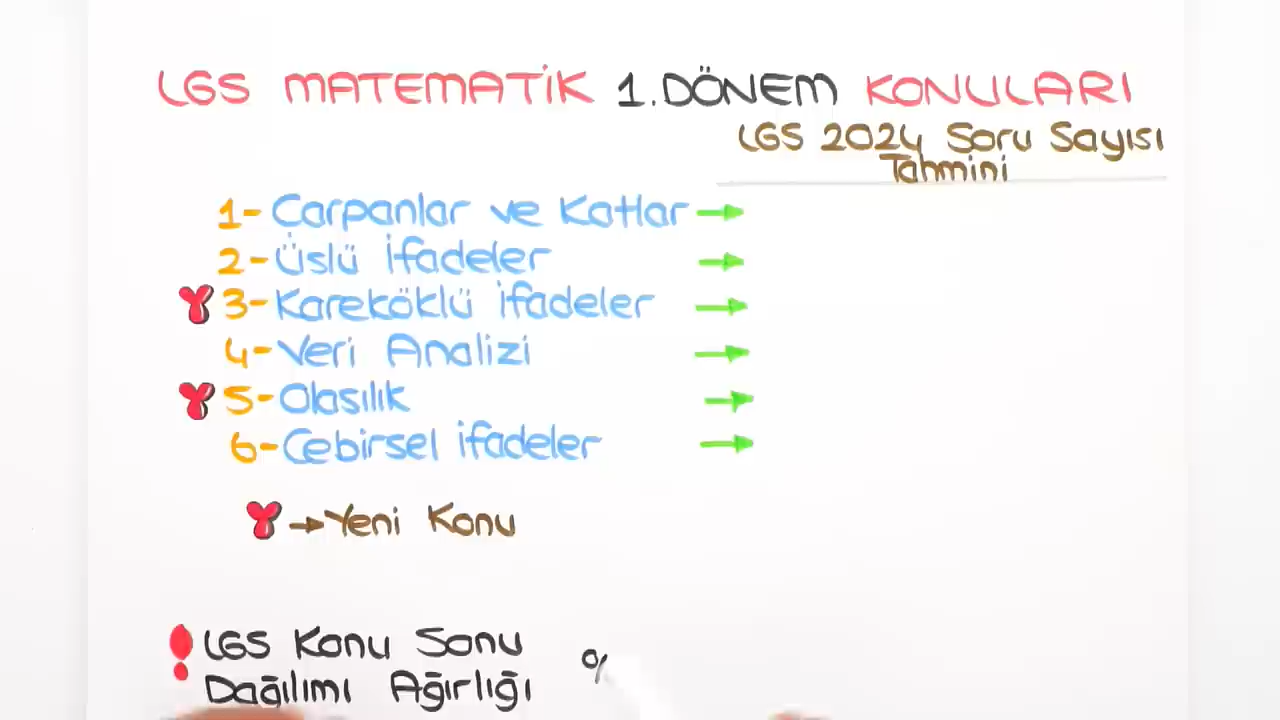 LGS MATEMATİK 1.DÖNEM KONULARI
LGS 2024 Soru Sayısı
Tahmini
1- Çarpanlar ve Katlar →
2- Üslü İfadeler →
3- Kareköklü İfadeler →
4- Veri Analizi →
5- Olasılık →
6- Cebirsel İfadeler →
→ Yeni Konu
! LGS Konu Sonu
Dağılımı Ağırlığı %